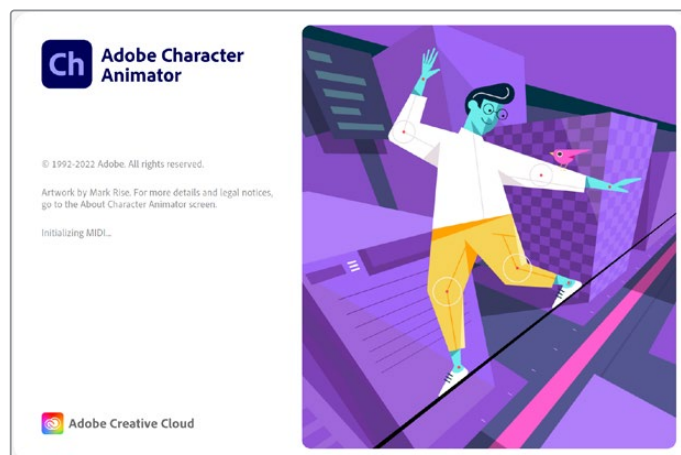 Ch
Adobe Character
Animator
© 1992-2022 Adobe. All rights reserved.
Artwork by Mark Rise. For more details and legal notices,
go to the About Character Animator screen.
Initializing MIDI...
Adobe Creative Cloud